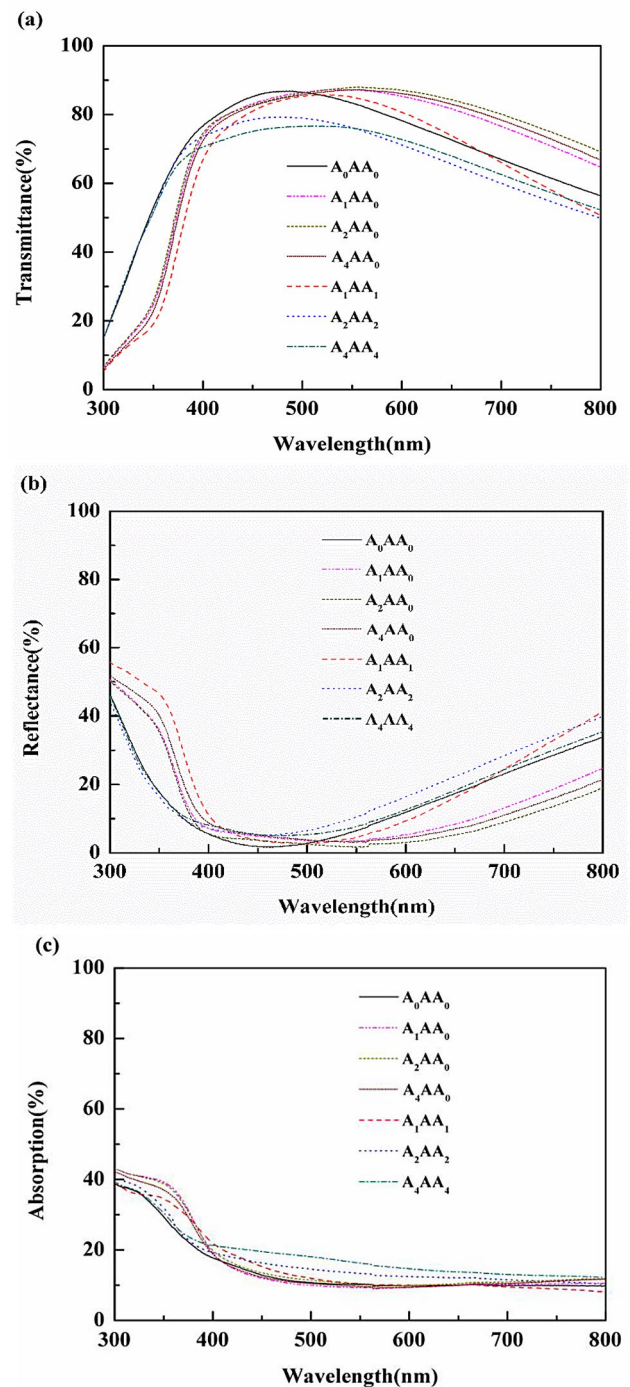 (a)
100
80
60
40
20
0
Transmittance(%)
A₀AA₀
A₁AA₀
A₂AA₀
A₄AA₀
A₁AA₁
A₂AA₂
A₄AA₄
300 400 500 600 700 800
Wavelength(nm)
(b)
100
80
60
40
20
0
Reflectance(%)
A₀AA₀
A₁AA₀
A₂AA₀
A₄AA₀
A₁AA₁
A₂AA₂
A₄AA₄
300 400 500 600 700 800
Wavelength(nm)
(c)
100
80
60
40
20
0
Absorption(%)
A₀AA₀
A₁AA₀
A₂AA₀
A₄AA₀
A₁AA₁
A₂AA₂
A₄AA₄
300 400 500 600 700 800
Wavelength(nm)